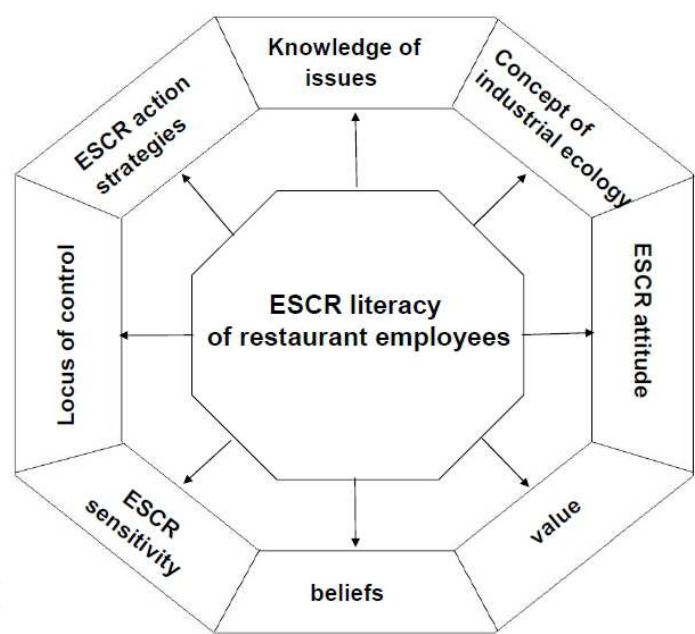 Knowledge of
issues
Concept of
industrial ecology
ESCR attitude
value
beliefs
ESCR
sensitivity
Locus of control
ESCR action
strategies
ESCR literacy
of restaurant employees